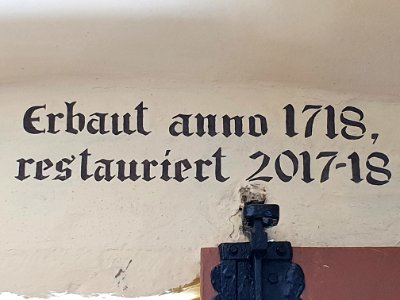 Erbaut anno 1718,
restauriert 2017-18